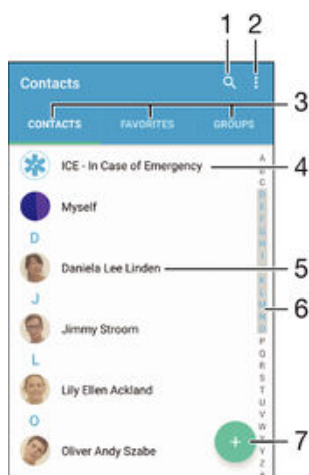 1 2
Contacts
3
CONTACTS FAVORITES GROUPS
ICE - In Case of Emergency
4
Myself
D
Daniela Lee Linden
5
J
Jimmy Stroom
6
L
Lily Ellen Ackland
O
Oliver Andy Szabe
+
7
A
B
C
D
E
F
G
H
I
K
L
M
N
O
P
Q
R
S
T
U
V
W
Y
Z